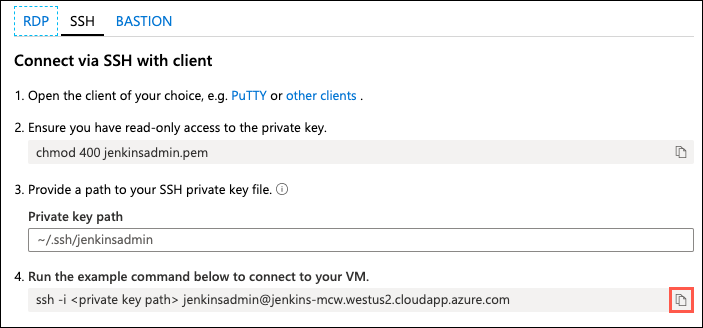 RDP SSH BASTION
Connect via SSH with client
1. Open the client of your choice, e.g. PuTTY or other clients .
2. Ensure you have read-only access to the private key.
chmod 400 jenkinsadmin.pem
3. Provide a path to your SSH private key file.
Private key path
~/.ssh/jenkinsadmin
4. Run the example command below to connect to your VM.
ssh -i <private key path> jenkinsadmin@jenkins-mcw.westus2.cloudapp.azure.com